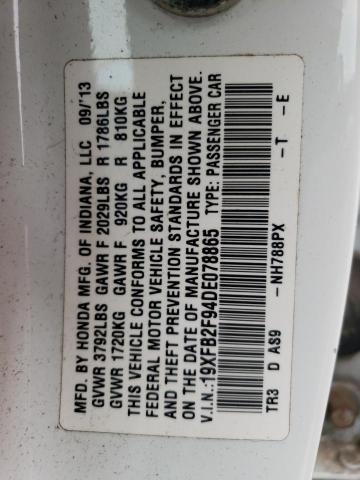 MFD. BY HONDA MFG. OF INDIANA, LLC 09/'13
GVWR 3792LBS GAWR F 2029LBS R 1786LBS
GVWR 1720KG GAWR F 920KG R 810KG
THIS VEHICLE CONFORMS TO ALL APPLICABLE
FEDERAL MOTOR VEHICLE SAFETY, BUMPER,
AND THEFT PREVENTION STANDARDS IN EFFECT
ON THE DATE OF MANUFACTURE SHOWN ABOVE.
V.I.N.:19XFB2F94DE078865 TYPE: PASSENGER CAR
TR3 D AS9 -NH788PX -T -E